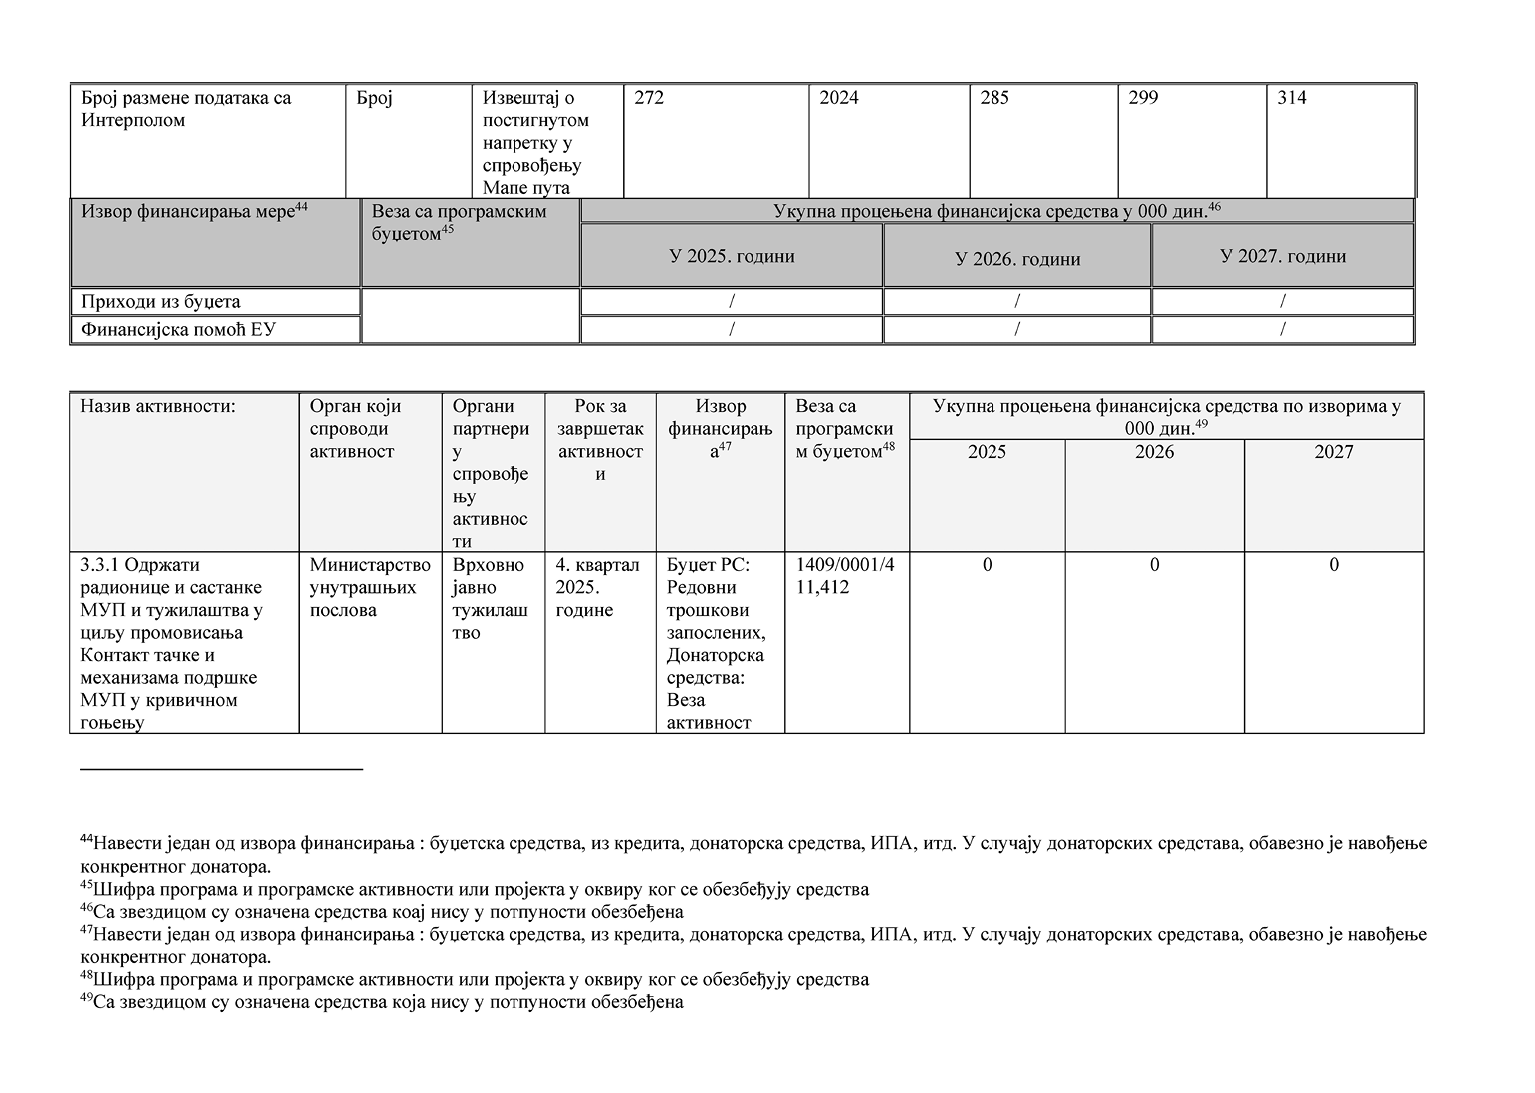 Број размене података са
Интерполом
Број
Извештај о
постигнутом
напретку у
спровођењу
Мапе пута
272
2024
285
299
314
Извор финансирања мере44
Веза са програмским
буџетом45
Укупна процењена финансијска средства у 000 дин.46
У 2025. години
У 2026. години
У 2027. години
Приходи из буџета
/
/
/
Финансијска помоћ ЕУ
/
/
/
Назив активности:
Орган који
спроводи
активност
Органи
партнери
у
спровође
њу
активнос
ти
Рок за
завршетак
активност
и
Извор
финансирањ
а47
Веза са
програмски
м буџетом48
Укупна процењена финансијска средства по изворима у
000 дин.49
2025
2026
2027
3.3.1 Одржати
радионице и састанке
МУП и тужилаштва у
циљу промовисања
Контакт тачке и
механизама подршке
МУП у кривичном
гоњењу
Министарство
унутрашњих
послова
Врховно
јавно
тужилаш
тво
4. квартал
2025.
године
Буџет РС:
Редовни
трошкови
запослених,
Донаторска
средства:
Веза
активност
1409/0001/4
11,412
0
0
0
44Навести један од извора финансирања : буџетска средства, из кредита, донаторска средства, ИПА, итд. У случају донаторских средстава, обавезно је навођење
конкретног донатора.
45Шифра програма и програмске активности или пројекта у оквиру ког се обезбеђују средства
46Са звездицом су означена средства коај нису у потпуности обезбеђена
47Навести један од извора финансирања : буџетска средства, из кредита, донаторска средства, ИПА, итд. У случају донаторских средстава, обавезно је навођење
конкретног донатора.
48Шифра програма и програмске активности или пројекта у оквиру ког се обезбеђују средства
49Са звездицом су означена средства која нису у потпуности обезбеђена